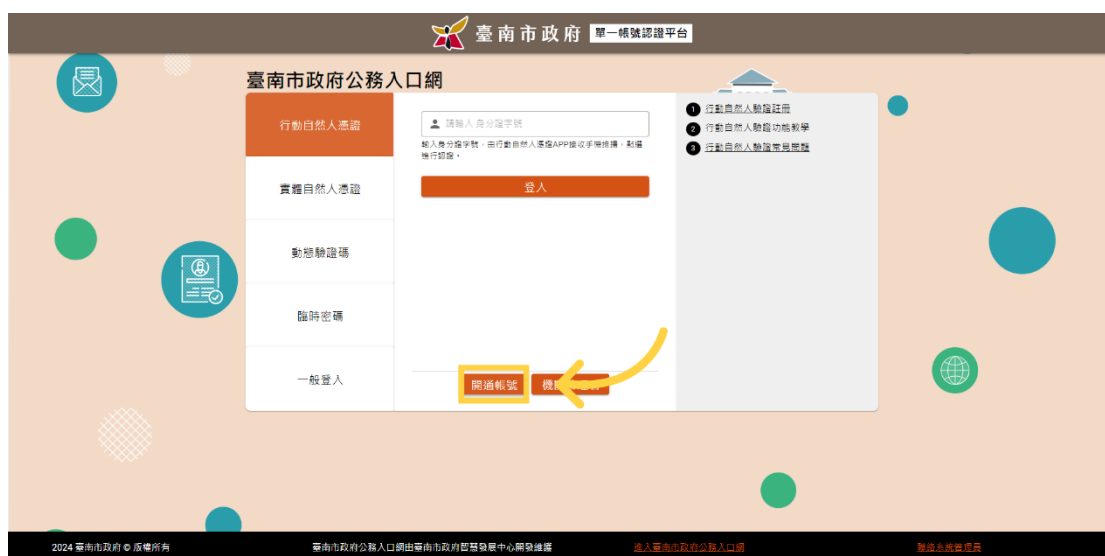 臺南市政府 單一帳號認證平台
臺南市政府公務入口網
行動自然人憑證
實體自然人憑證
動態驗證碼
臨時密碼
一般登入
請輸入 身分證字號
輸入身分證字號,由行動自然人憑證APP接收手機推播,點選
進行認證。
登入
開通帳號
機關
1 行動自然人驗證註冊
2 行動自然人驗證功能教學
3 行動自然人驗證常見問題
2024 臺南市政府 © 版權所有
臺南市政府公務入口網由臺南市政府智慧發展中心開發維護
進入臺南市政府公務入口網
聯絡系統管理員